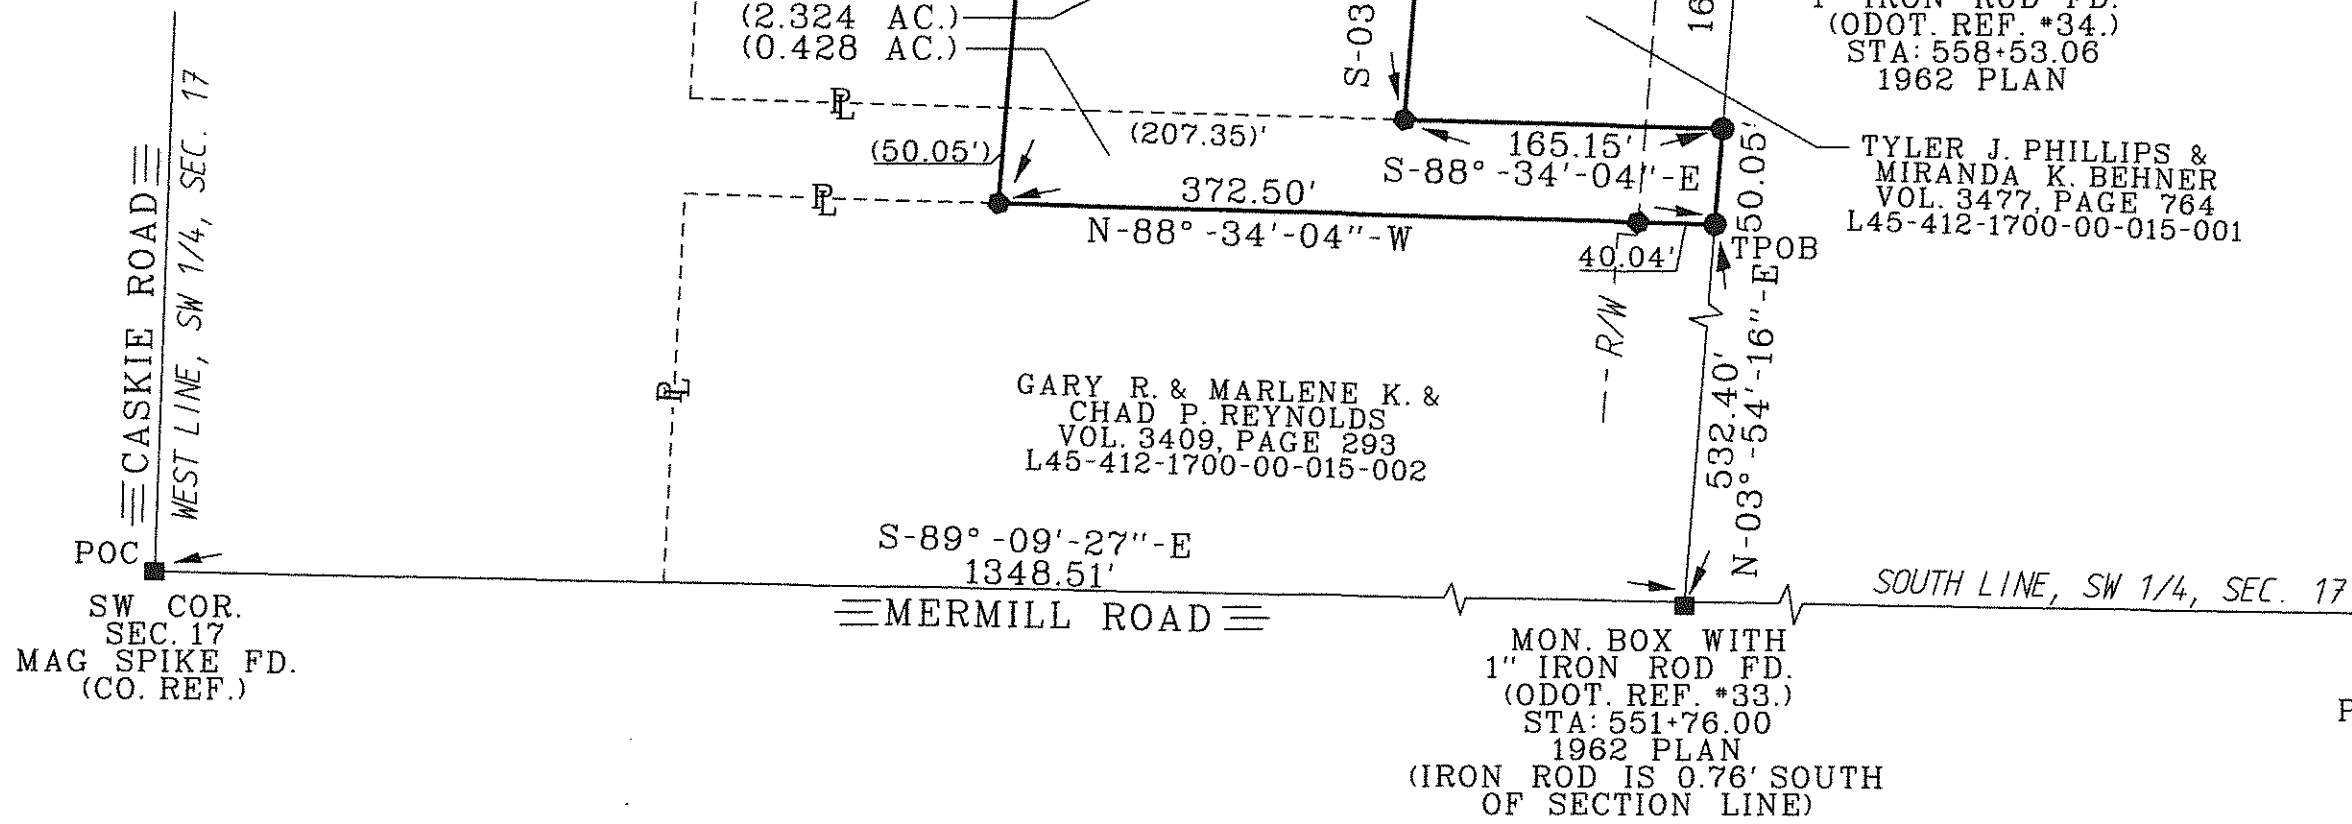 (2.324 AC.)
(0.428 AC.)
S-03
16
(ODOT. REF. #34.)
STA: 558+53.06
1962 PLAN
PL
(207.35)'
(50.05')
165.15'
S-88°-34'-04"-E
50.05'
TYLER J. PHILLIPS &
MIRANDA K. BEHNER
VOL. 3477, PAGE 764
L45-412-1700-00-015-001
PL
372.50'
N-88°-34'-04"-W
40.04'
TPOB
R/W
CASKIE ROAD
WEST LINE, SW 1/4, SEC. 17
PL
GARY R. & MARLENE K. &
CHAD P. REYNOLDS
VOL. 3409, PAGE 293
L45-412-1700-00-015-002
532.40'
N-03°-54'-16"-E
POC
S-89°-09'-27"-E
1348.51'
MERMILL ROAD
SOUTH LINE, SW 1/4, SEC. 17
SW COR.
SEC. 17
MAG SPIKE FD.
(CO. REF.)
MON. BOX WITH
1" IRON ROD FD.
(ODOT. REF. #33.)
STA: 551+76.00
1962 PLAN
(IRON ROD IS 0.76' SOUTH
OF SECTION LINE)